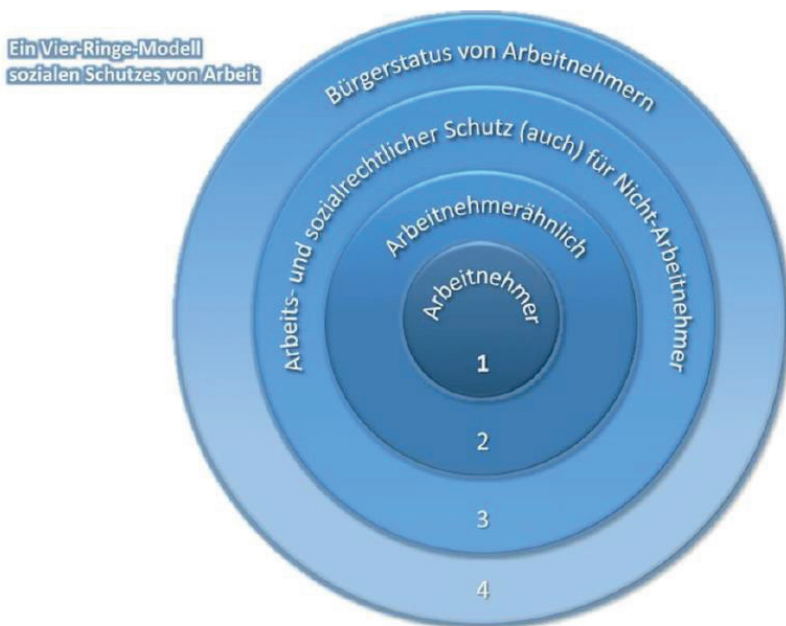 Ein Vier-Ringe-Modell
sozialen Schutzes von Arbeit
Bürgerstatus von Arbeitnehmern
Arbeits- und sozialrechtlicher Schutz (auch) für Nicht-Arbeitnehmer
Arbeitnehmerähnlich
Arbeitnehmer
1
2
3
4